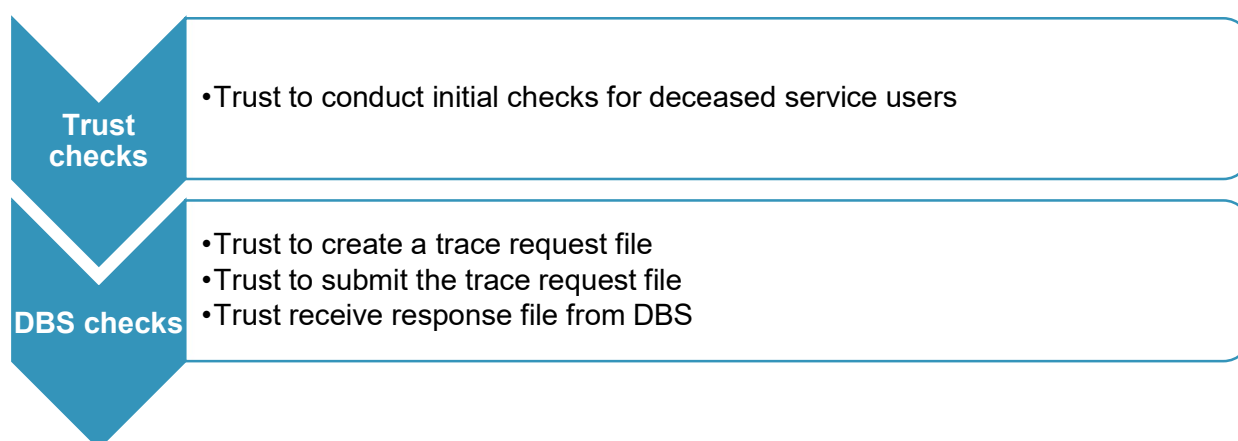 Trust
checks
•Trust to conduct initial checks for deceased service users
DBS checks
•Trust to create a trace request file
•Trust to submit the trace request file
•Trust receive response file from DBS